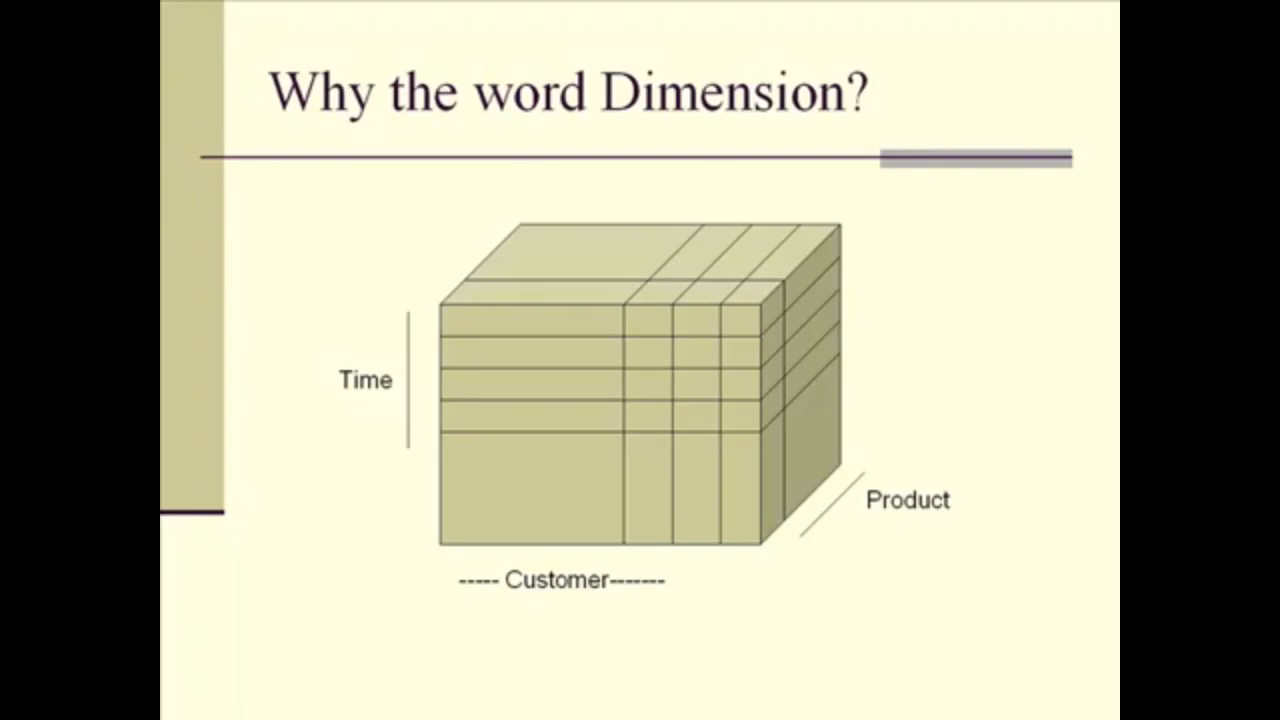 Why the word Dimension?
Time
Product
----- Customer-------